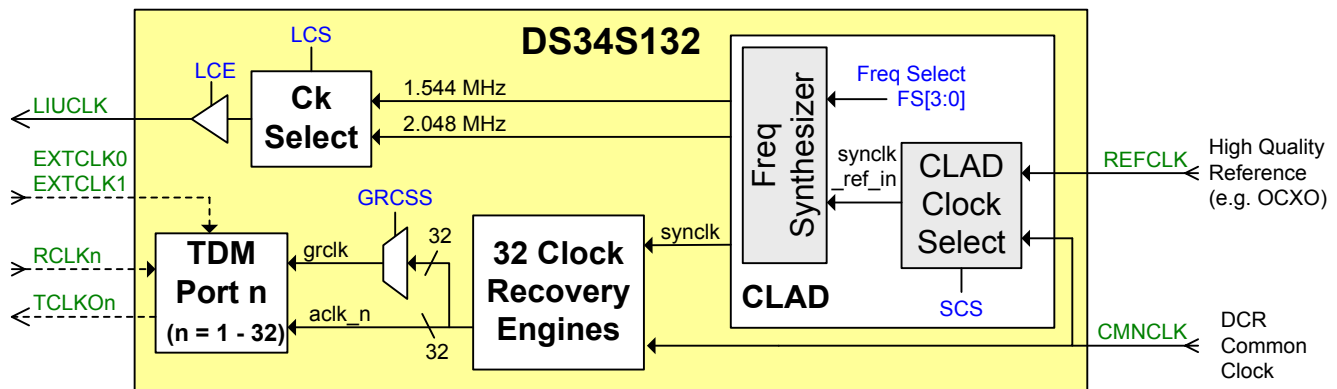 DS34S132
LCS
LCE
LIUCLK
Ck
Select
1.544 MHz
2.048 MHz
Freq
Synthesizer
Freq Select
FS[3:0]
synclk
_ref_in
CLAD
Clock
Select
SCS
CLAD
REFCLK
High Quality
Reference
(e.g. OCXO)
EXTCLK0
EXTCLK1
RCLKn
TCLKOn
TDM
Port n
(n = 1 - 32)
GRCSS
grclk
32
aclk_n
32
32 Clock
Recovery
Engines
synclk
CMNCLK
DCR
Common
Clock